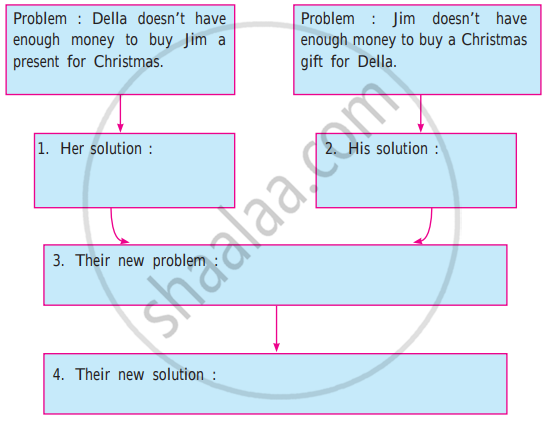 Problem : Della doesn't have
enough money to buy Jim a
present for Christmas.
Problem : Jim doesn't have
enough money to buy a Christmas
gift for Della.
1. Her solution :
2. His solution :
3. Their new problem :
4. Their new solution :
shaalaa.com